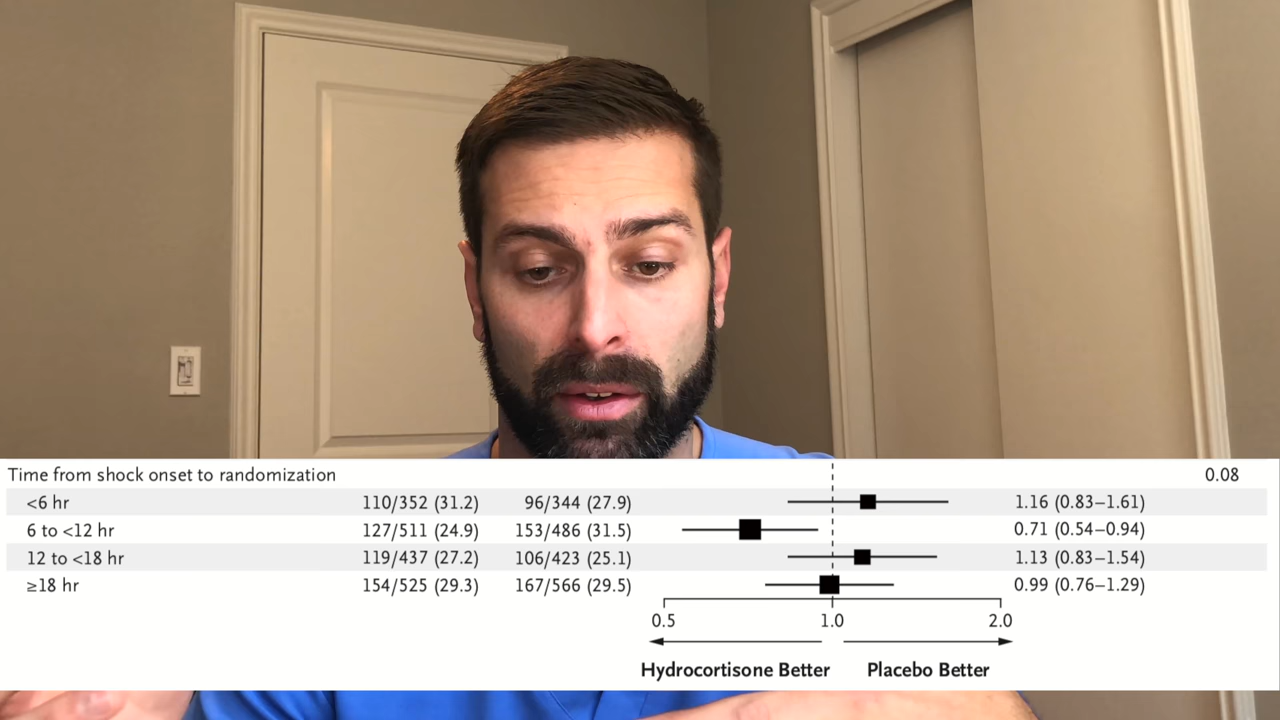 Time from shock onset to randomization 0.08
<6 hr 110/352 (31.2) 96/344 (27.9) 1.16 (0.83–1.61)
6 to <12 hr 127/511 (24.9) 153/486 (31.5) 0.71 (0.54–0.94)
12 to <18 hr 119/437 (27.2) 106/423 (25.1) 1.13 (0.83–1.54)
≥18 hr 154/525 (29.3) 167/566 (29.5) 0.99 (0.76–1.29)
0.5 1.0 2.0
Hydrocortisone Better Placebo Better